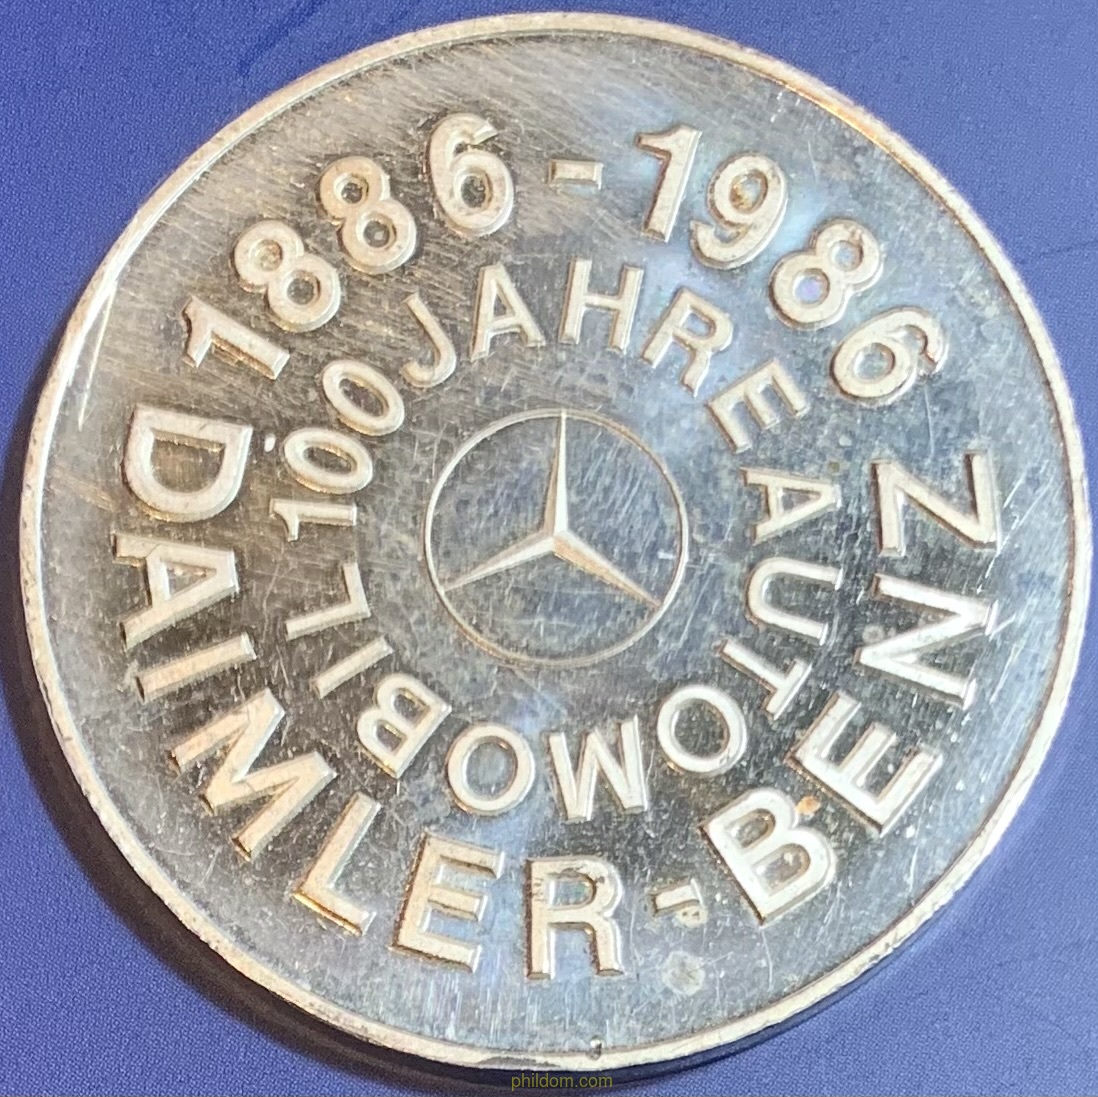 1886-1986
DAIMLER-BENZ
100 JAHRE AUTOMOBIL
phildom.com